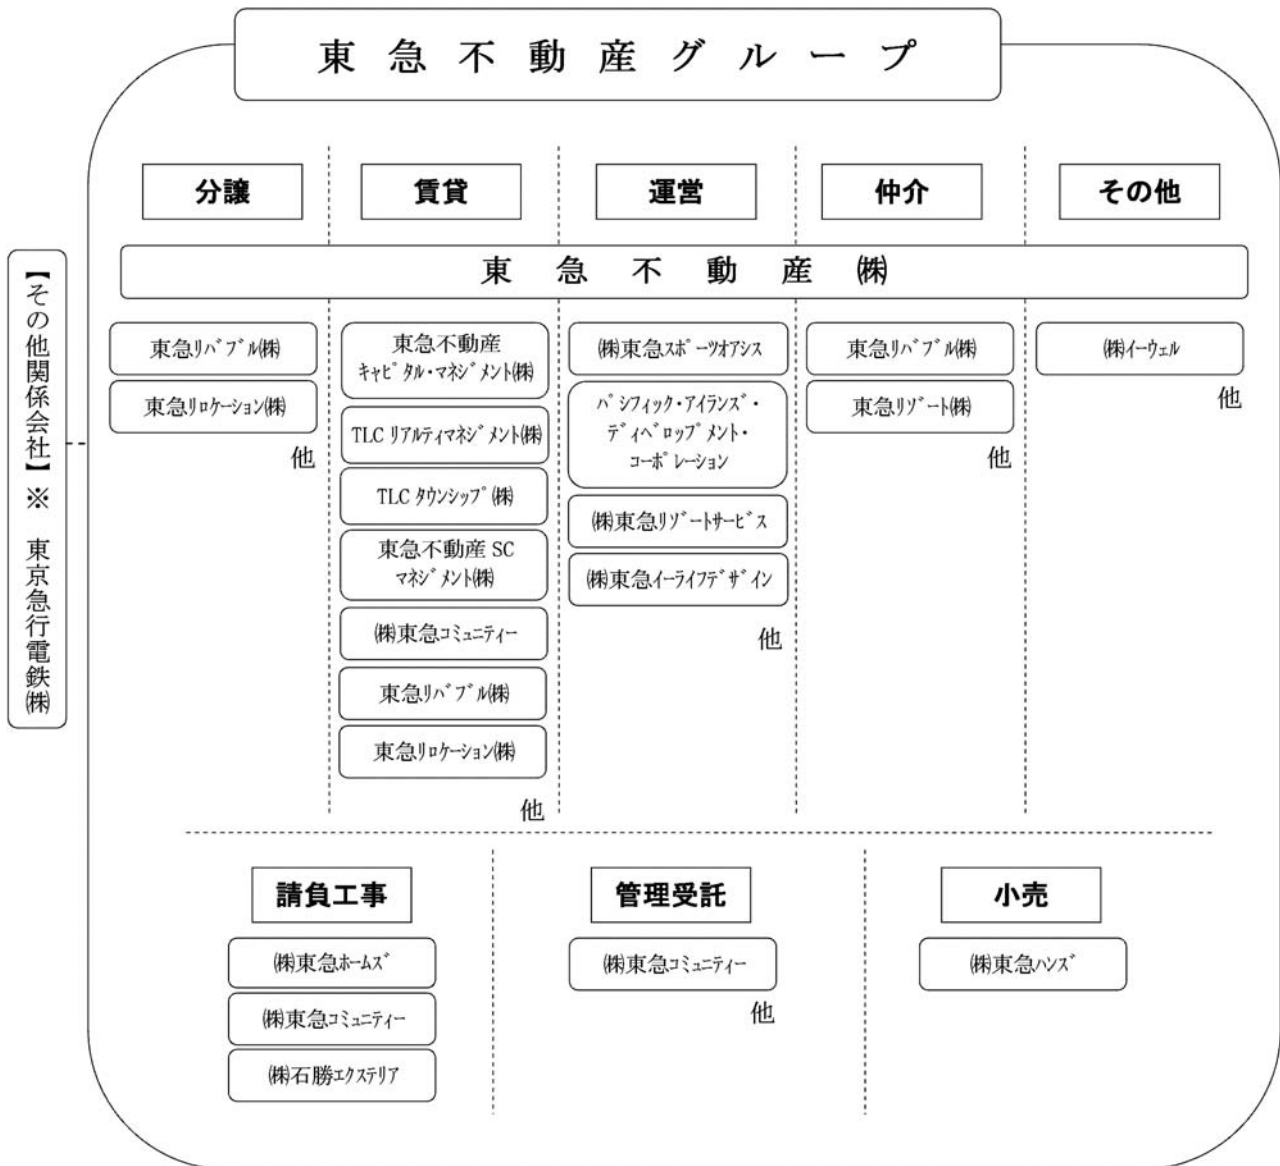 東急不動産グループ
分譲
賃貸
運営
仲介
その他
東急不動産㈱
【その他関係会社】※ 東京急行電鉄㈱
東急ﾘﾊﾞﾌﾞﾙ㈱
東急ﾘﾛｹｰｼｮﾝ㈱
他
東急不動産
ｷｬﾋﾟﾀﾙ・ﾏﾈｼﾞﾒﾝﾄ㈱
TLC ﾘｱﾙﾃｨﾏﾈｼﾞﾒﾝﾄ㈱
TLC ﾀｳﾝｼｯﾌﾟ㈱
東急不動産 SC
ﾏﾈｼﾞﾒﾝﾄ㈱
㈱東急ｺﾐｭﾆﾃｨｰ
東急ﾘﾊﾞﾌﾞﾙ㈱
東急ﾘﾛｹｰｼｮﾝ㈱
他
㈱東急ｽﾎﾟｰﾂｵｱｼｽ
ﾊﾟｼﾌｨｯｸ・ｱｲﾗﾝｽﾞ・
ﾃﾞｨﾍﾞﾛｯﾌﾟﾒﾝﾄ・
ｺｰﾎﾟﾚｰｼｮﾝ
㈱東急ﾘｿﾞｰﾄｻｰﾋﾞｽ
㈱東急ｲｰﾗｲﾌﾃﾞｻﾞｲﾝ
他
東急ﾘﾊﾞﾌﾞﾙ㈱
東急ﾘｿﾞｰﾄ㈱
他
㈱ｲｰｳｪﾙ
他
請負工事
㈱東急ﾎｰﾑｽﾞ
㈱東急ｺﾐｭﾆﾃｨｰ
㈱石勝ｴｸｽﾃﾘｱ
管理受託
㈱東急ｺﾐｭﾆﾃｨｰ
他
小売
㈱東急ﾊﾝｽﾞ